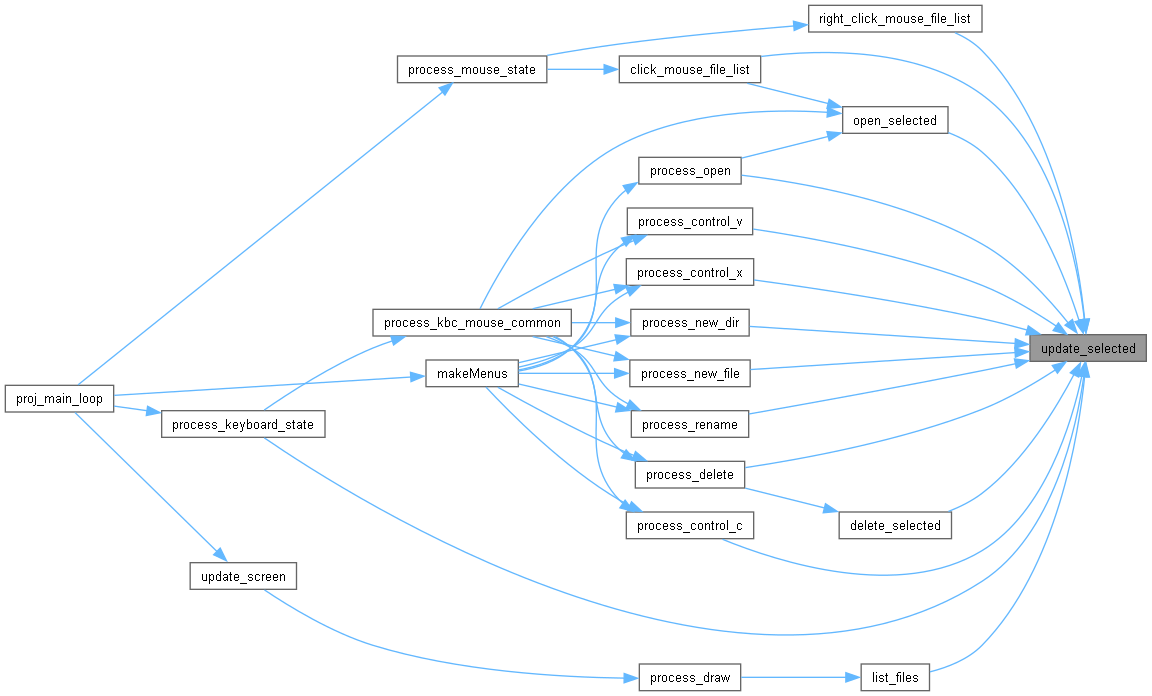 right_click_mouse_file_list
process_mouse_state
click_mouse_file_list
open_selected
process_open
process_control_v
process_control_x
process_kbc_mouse_common
process_new_dir
update_selected
makeMenus
process_new_file
proj_main_loop
process_keyboard_state
process_rename
process_delete
process_control_c
delete_selected
update_screen
process_draw
list_files